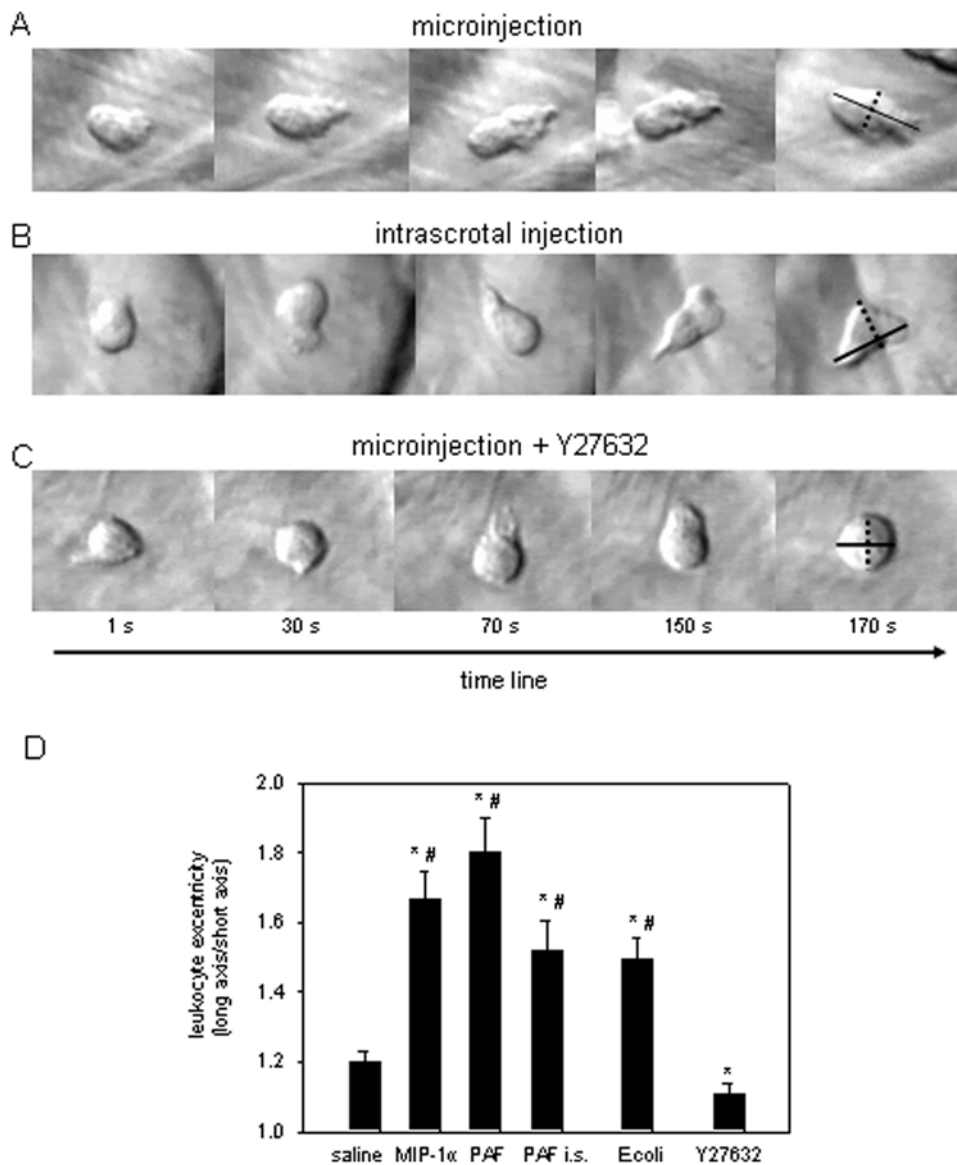 A
microinjection
B
intrascrotal injection
C
microinjection + Y27632
1 s 30 s 70 s 150 s 170 s
time line
D
leukocyte excentricity
(long axis/short axis)
2.0
1.8
1.6
1.4
1.2
1.0
* #
* #
* #
* #
*
saline MIP-1α PAF PAF i.s. E.coli Y27632